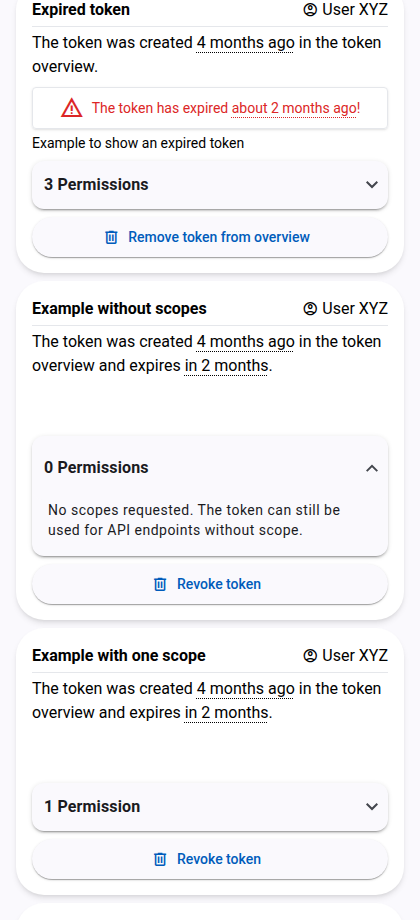 Expired token
User XYZ
The token was created 4 months ago in the token
overview.
The token has expired about 2 months ago!
Example to show an expired token
3 Permissions
Remove token from overview
Example without scopes
User XYZ
The token was created 4 months ago in the token
overview and expires in 2 months.
0 Permissions
No scopes requested. The token can still be
used for API endpoints without scope.
Revoke token
Example with one scope
User XYZ
The token was created 4 months ago in the token
overview and expires in 2 months.
1 Permission
Revoke token